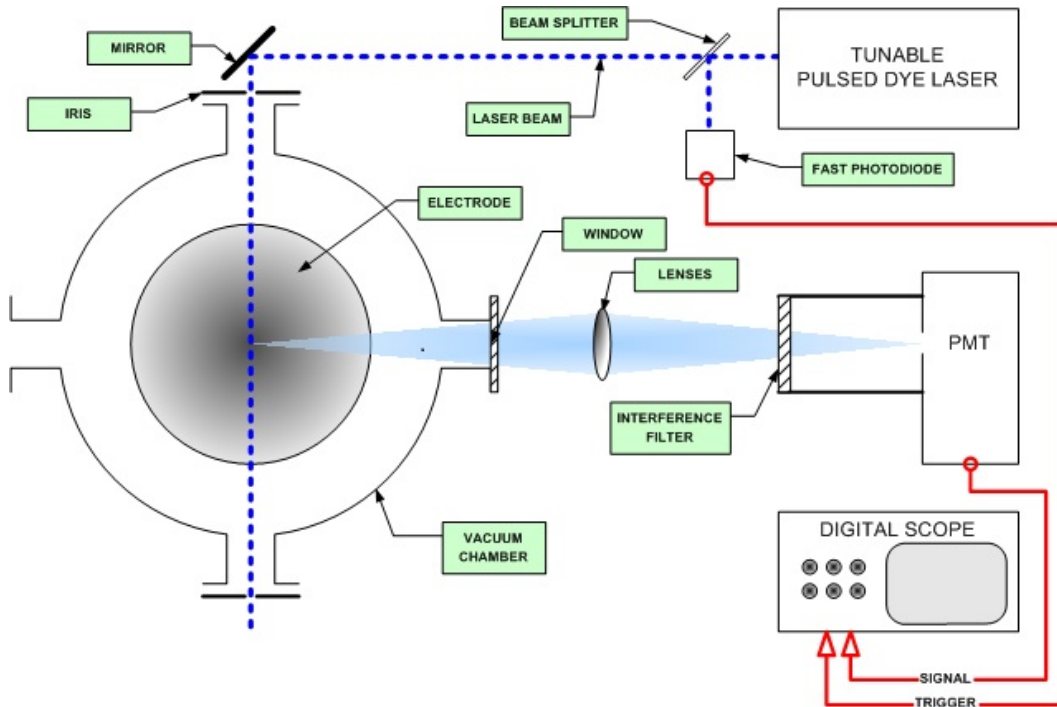 BEAM SPLITTER
MIRROR
TUNABLE
PULSED DYE LASER
IRIS
LASER BEAM
FAST PHOTODIODE
ELECTRODE
WINDOW
LENSES
PMT
INTERFERENCE
FILTER
VACUUM
CHAMBER
DIGITAL SCOPE
SIGNAL
TRIGGER